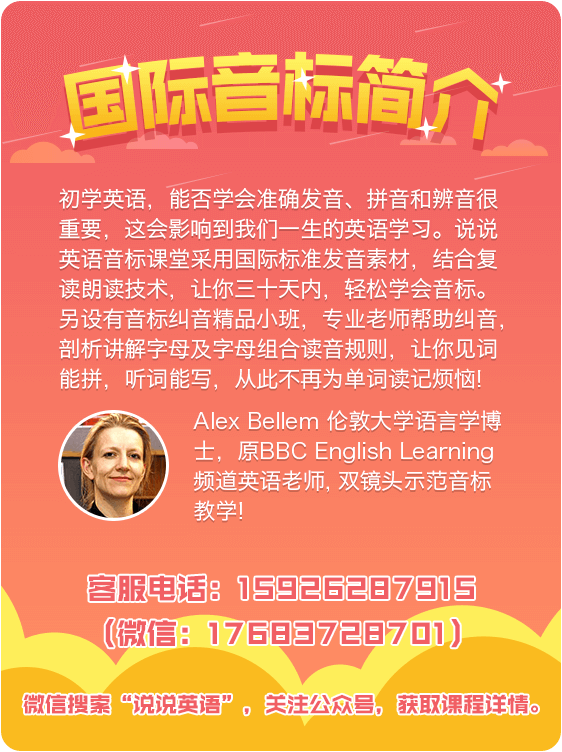 国际音标简介
初学英语，能否学会准确发音、拼音和辨音很
重要，这会影响到我们一生的英语学习。说说
英语音标课堂采用国际标准发音素材，结合复
读朗读技术，让你三十天内，轻松学会音标。
另设有音标纠音精品小班，专业老师帮助纠音，
剖析讲解字母及字母组合读音规则，让你见词
能拼，听词能写，从此不再为单词读记烦恼!
Alex Bellem 伦敦大学语言学博
士，原BBC English Learning
频道英语老师, 双镜头示范音标
教学!
客服电话：15926287915
（微信：17683728701）
微信搜索“说说英语”，关注公众号，获取课程详情。